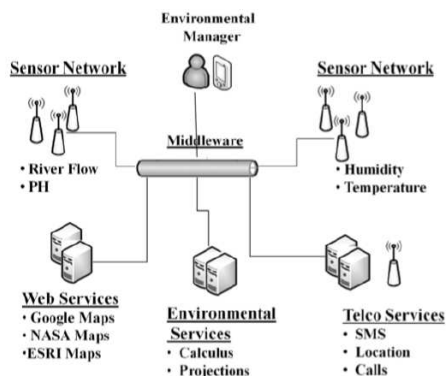 Environmental
Manager
Sensor Network
• River Flow
• PH
Sensor Network
• Humidity
• Temperature
Middleware
Web Services
• Google Maps
• NASA Maps
•ESRI Maps
Environmental
Services
• Calculus
• Projections
Telco Services
• SMS
• Location
• Calls